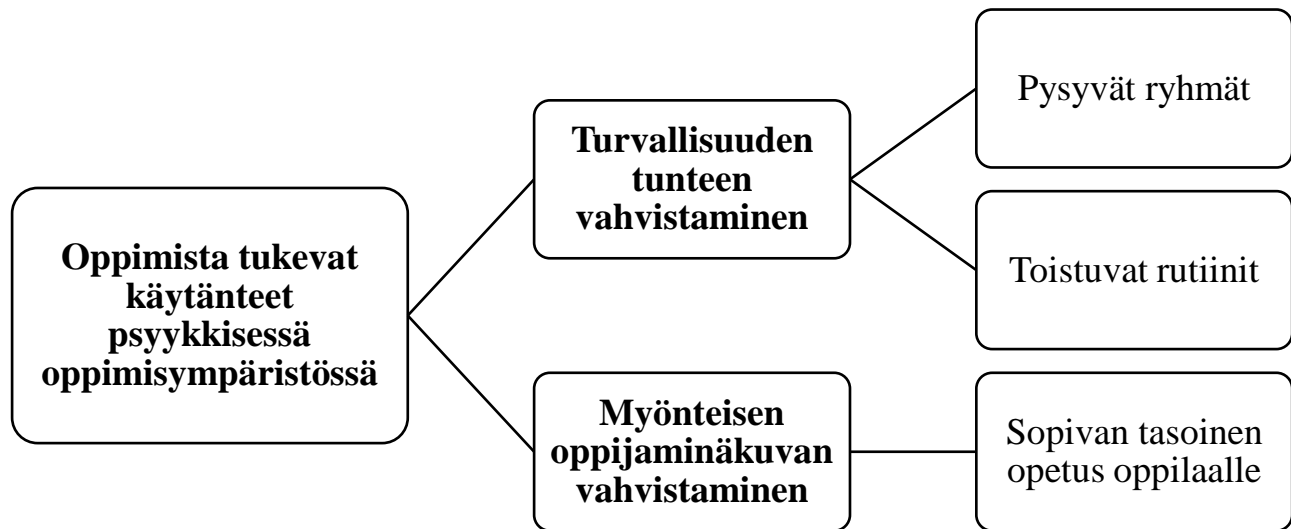 Oppimista tukevat
käytänteet
psyykkisessä
oppimisympäristössä
Turvallisuuden
tunteen
vahvistaminen
Pysyvät ryhmät
Toistuvat rutiinit
Myönteisen
oppijaminäkuvan
vahvistaminen
Sopivan tasoinen
opetus oppilaalle